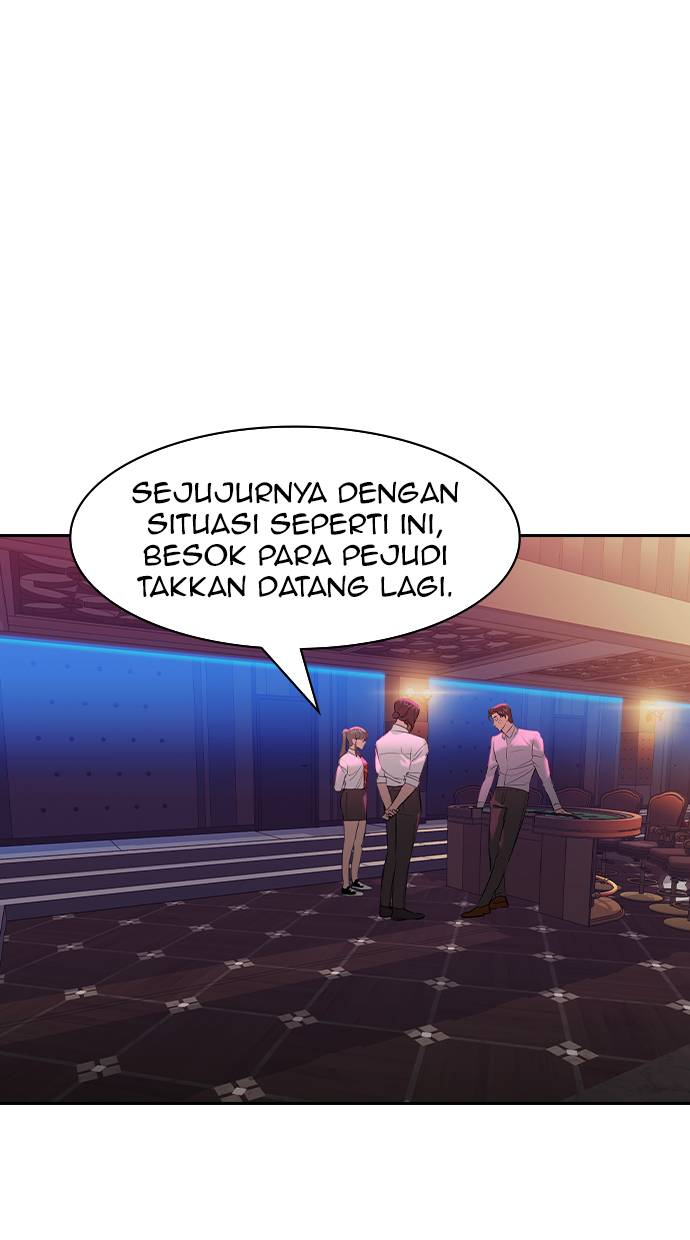 SEJUJURNYA DENGAN
SITUASI SEPERTI INI,
BESOK PARA PEJUDI
TAKKAN DATANG LAGI.